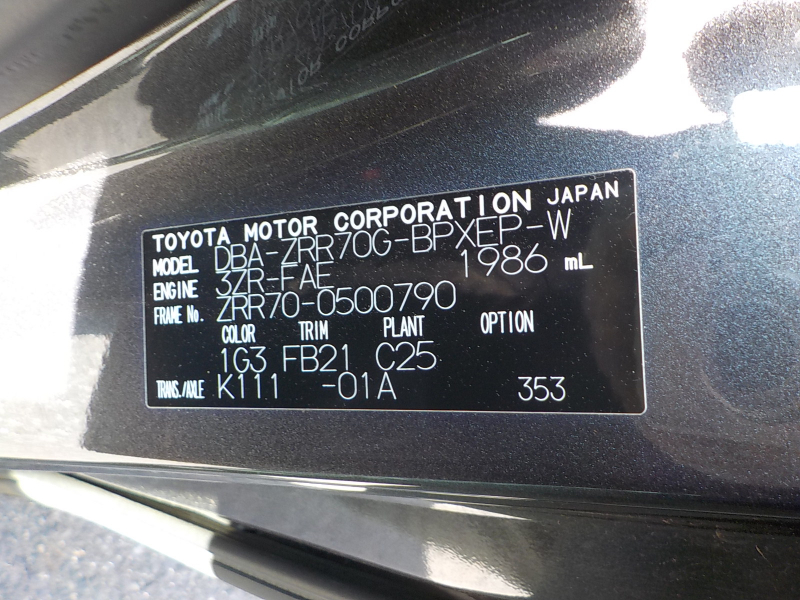 TOYOTA MOTOR CORPORATION JAPAN
MODEL DBA-ZRR70G-BPXEP-W
ENGINE 3ZR-FAE 1986 mL
FRAME No. ZRR70-0500790
COLOR TRIM PLANT OPTION
1G3 FB21 C25
TRANS./AXLE K111 -01A 353